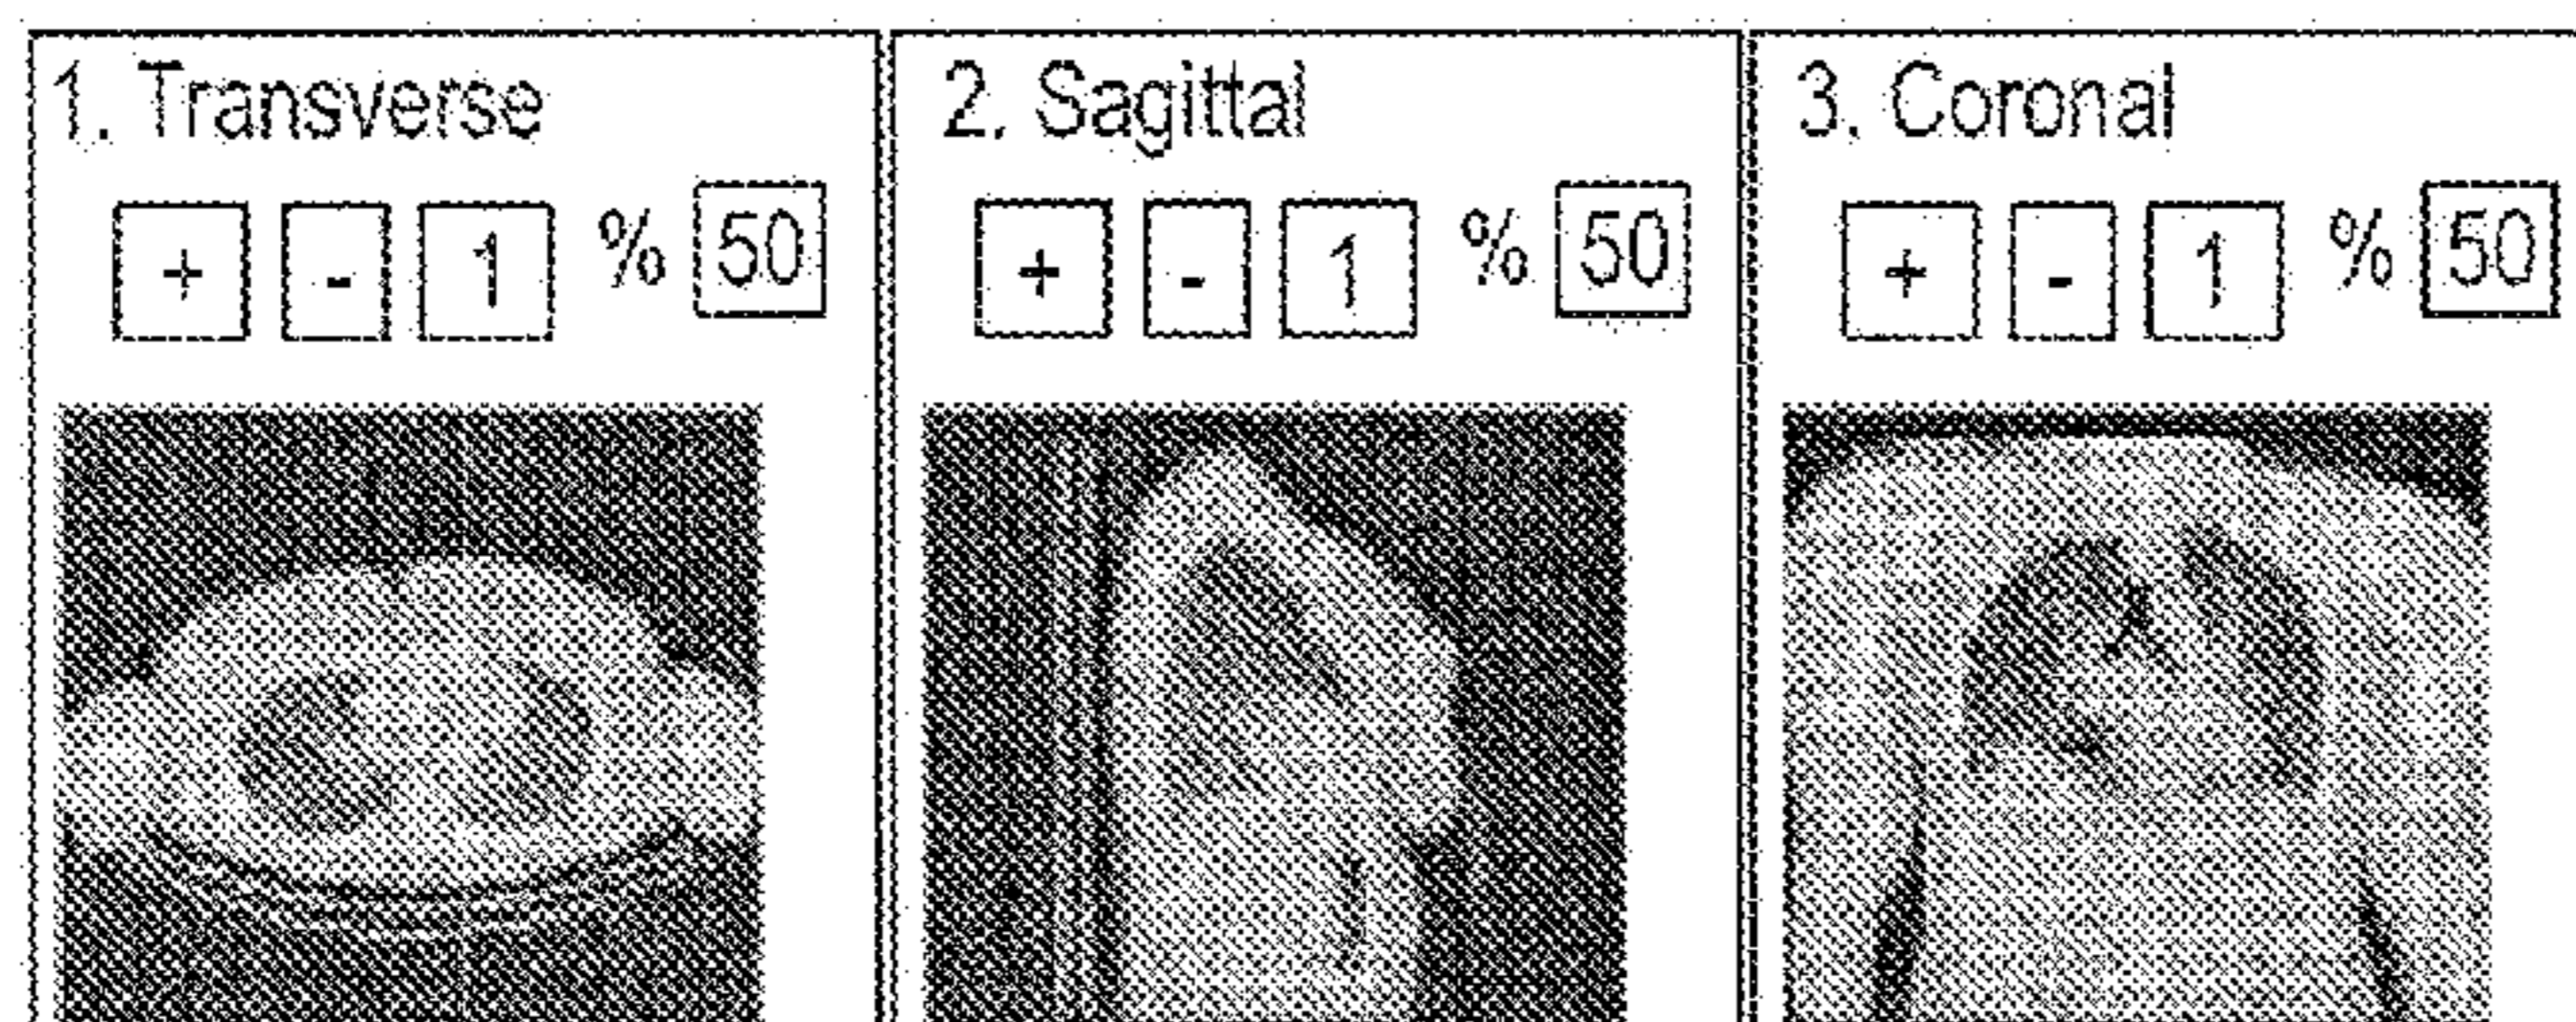 1. Transverse
+ - 1 % 50
2. Sagittal
+ - 1 % 50
3. Coronal
+ - 1 % 50